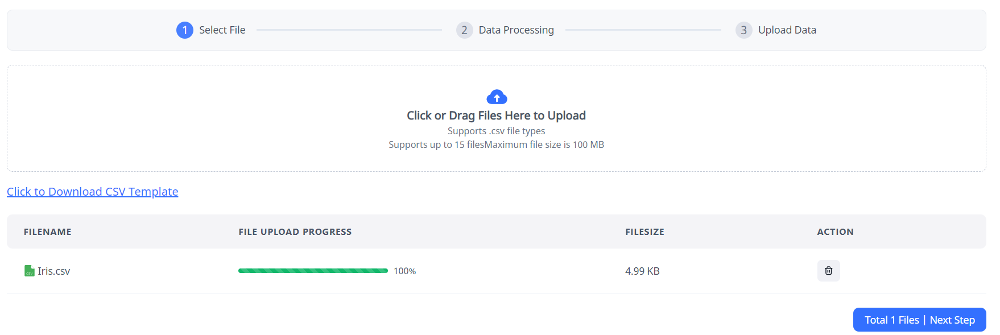 1 Select File 2 Data Processing 3 Upload Data
Click or Drag Files Here to Upload
Supports .csv file types
Supports up to 15 filesMaximum file size is 100 MB
Click to Download CSV Template
FILENAME FILE UPLOAD PROGRESS FILESIZE ACTION
CSV Iris.csv 100% 4.99 KB
Total 1 Files | Next Step